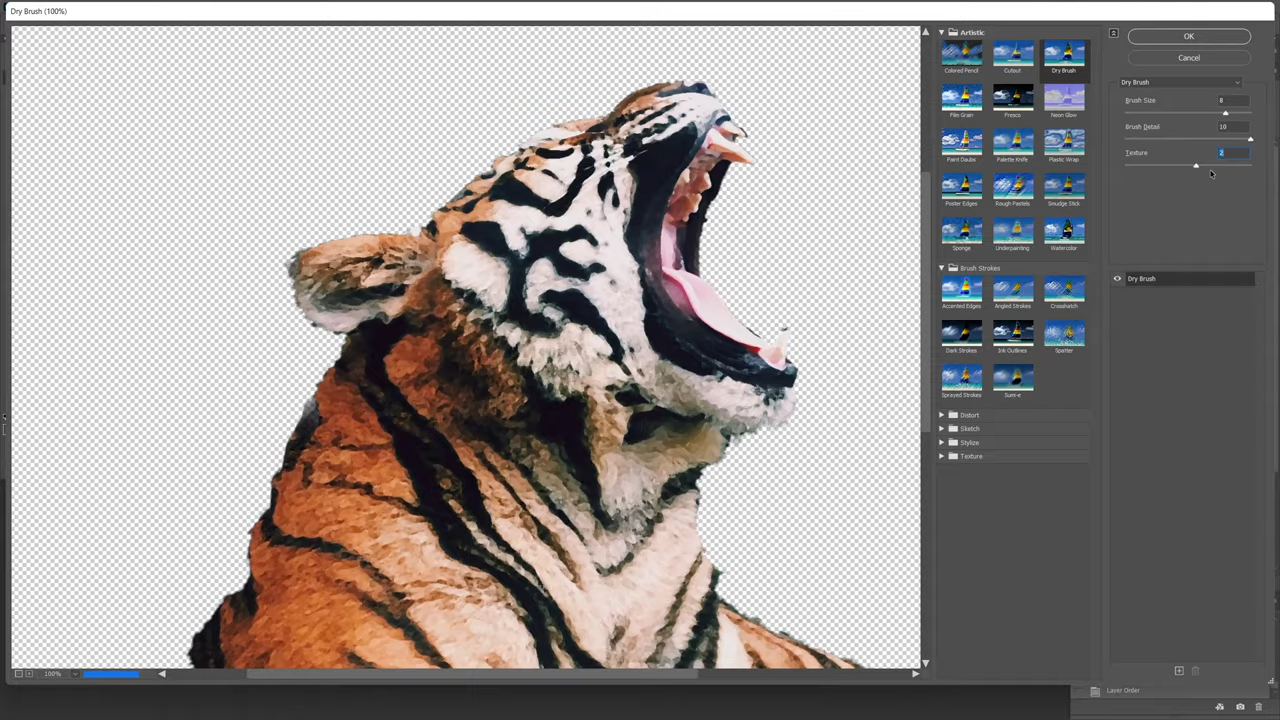 Dry Brush (100%)
Artistic
Colored Pencil
Cutout
Dry Brush
Film Grain
Fresco
Neon Glow
Paint Daubs
Palette Knife
Plastic Wrap
Poster Edges
Rough Pastels
Smudge Stick
Sponge
Underpainting
Watercolor
Brush Strokes
Accented Edges
Angled Strokes
Crosshatch
Dark Strokes
Ink Outlines
Spatter
Sprayed Strokes
Sumi-e
Distort
Sketch
Stylize
Texture
OK
Cancel
Dry Brush
Brush Size 8
Brush Detail 10
Texture 2
Dry Brush
100%
Layer Order